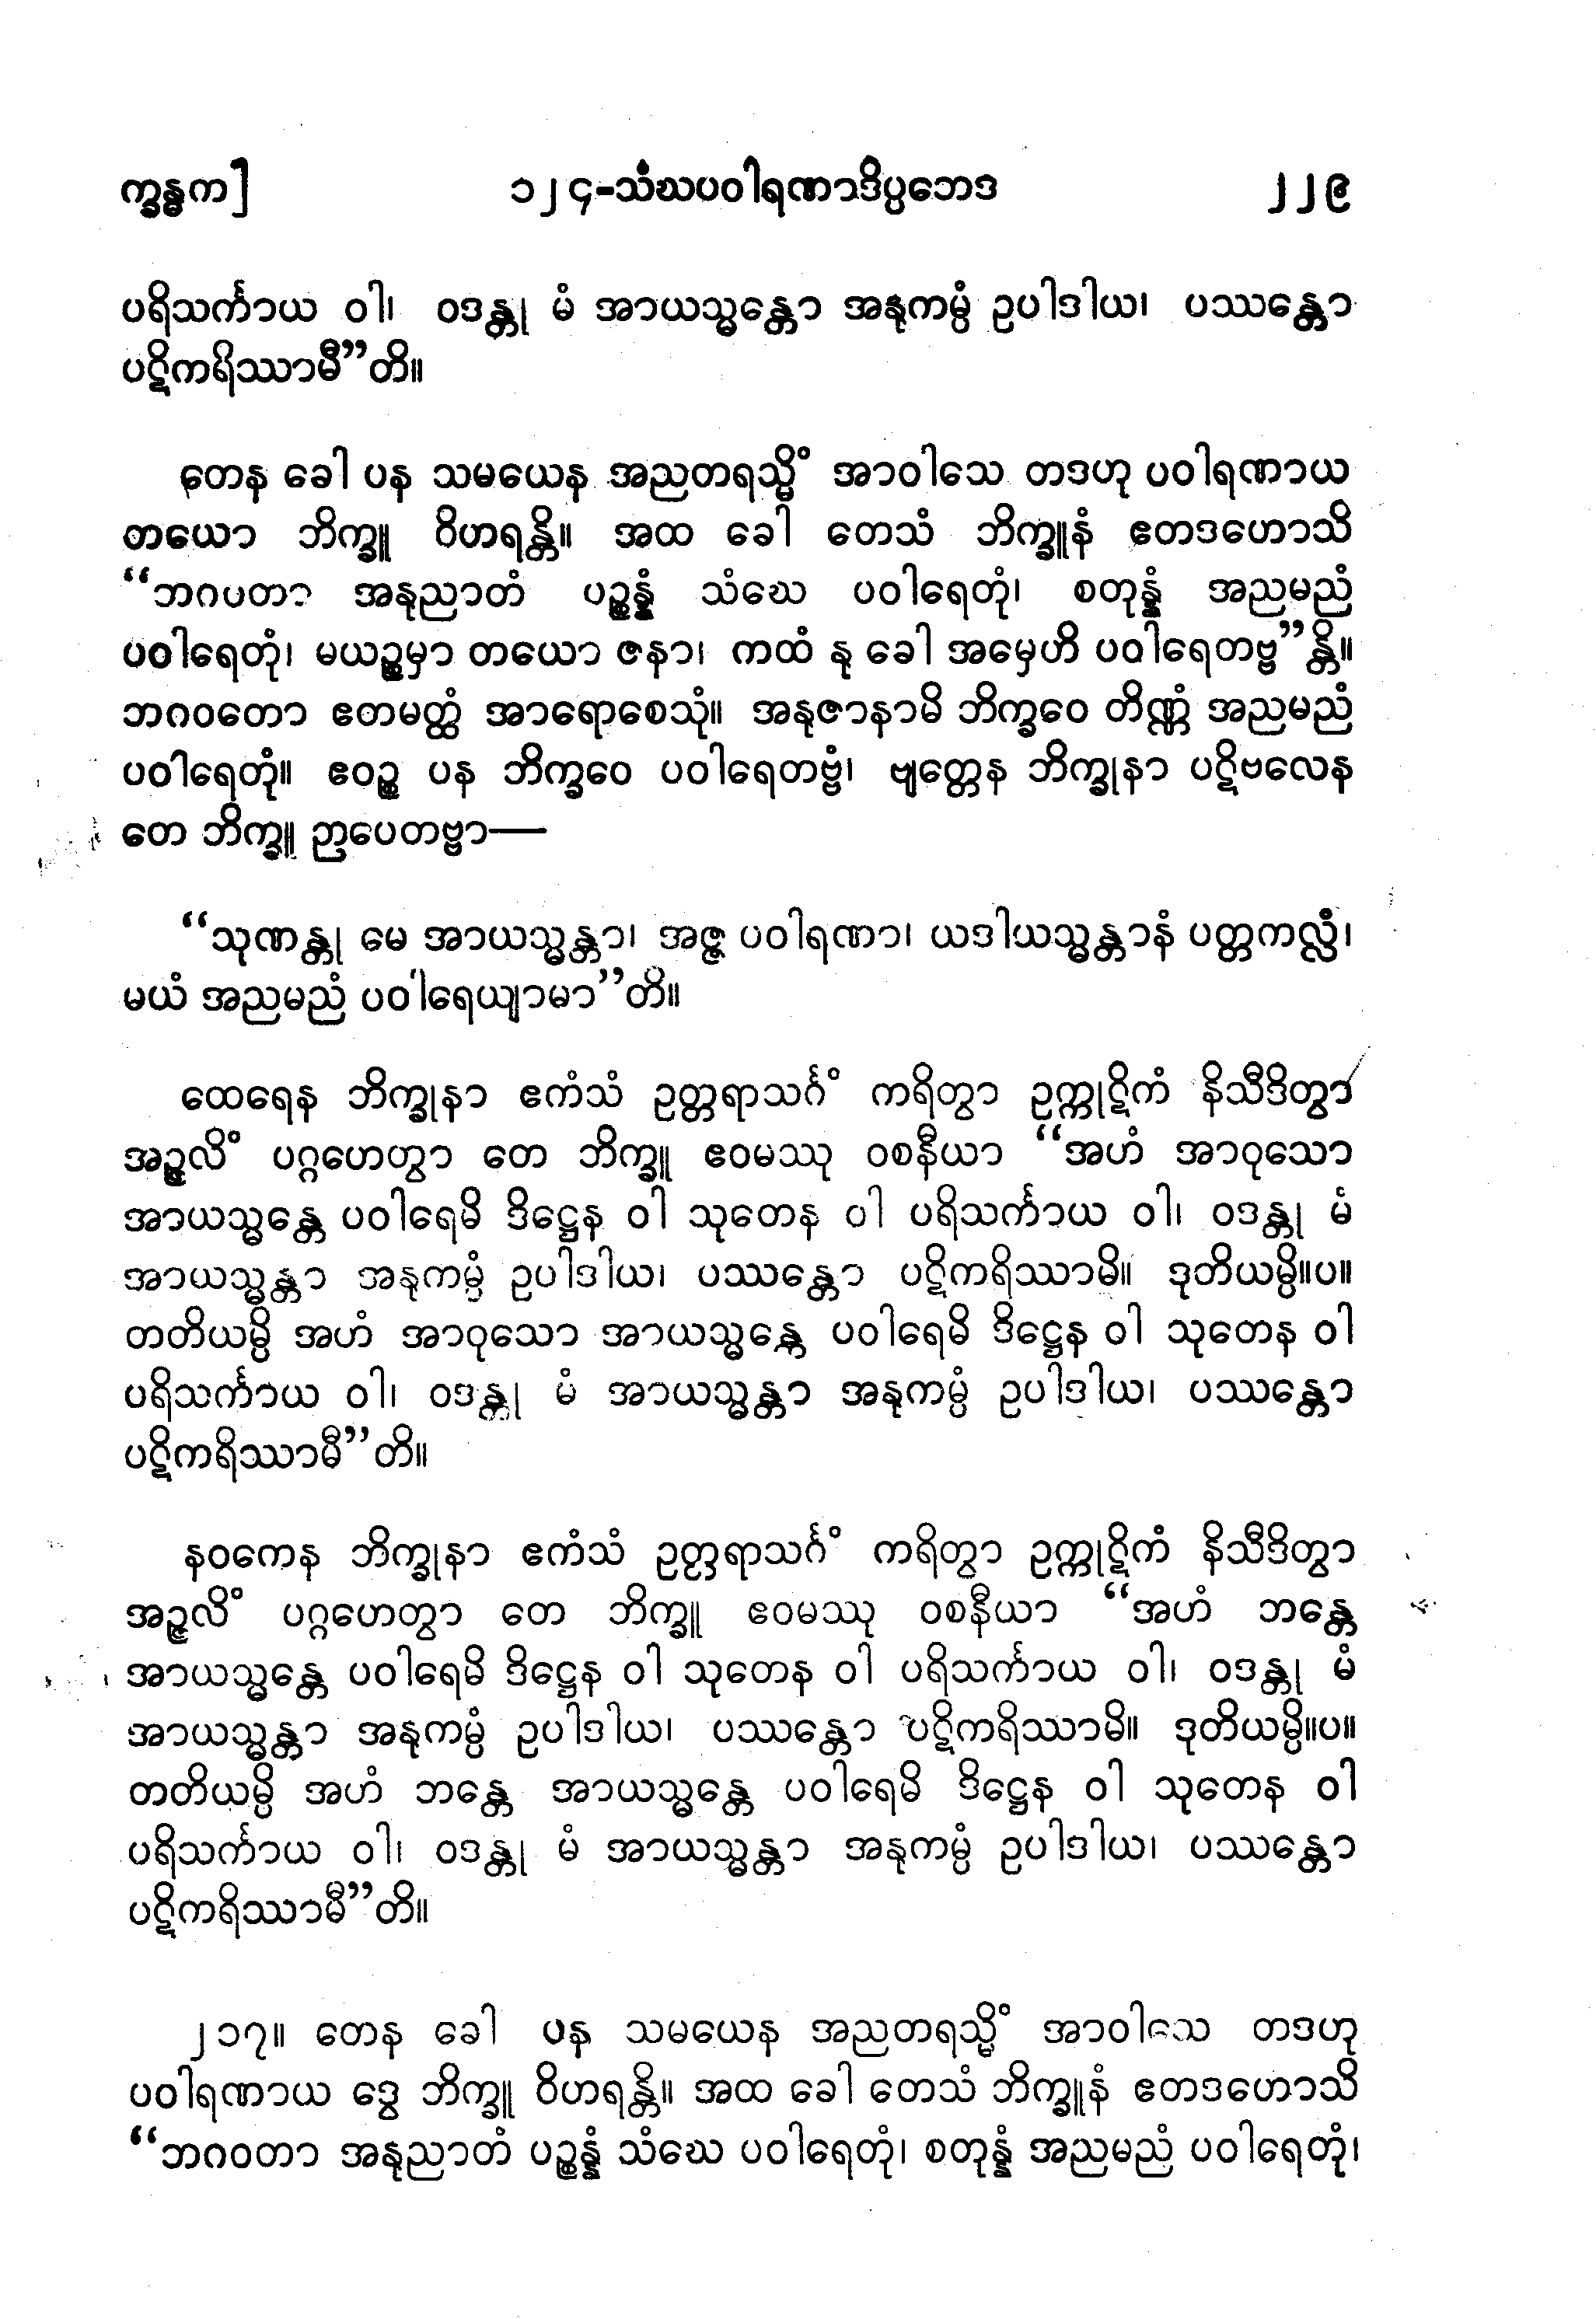 က္ခန္ဓက] ၁၂၄-သံဃပဝါရဏာဒိပ္ပဘေဒ ၂၂၉
ပရိသင်္ကာယ ဝါ၊ ဝဒန္တု မံ အာယသ္မန္တော အနုကမ္ပံ ဥပါဒါယ၊ ပဿန္တော
ပဋိကရိဿာမီ”တိ။
တေန ခေါ ပန သမယေန အညတရသ္မိံ အာဝါသေ တဒဟု ပဝါရဏာယ
တယော ဘိက္ခူ ဝိဟရန္တိ။ အထ ခေါ တေသံ ဘိက္ခူနံ ဧတဒဟောသိ
“ဘဂဝတာ အနုညာတံ ပဉ္စန္နံ သံဃေ ပဝါရေတုံ၊ စတုန္နံ အညမညံ
ပဝါရေတုံ၊ မယဉ္စမှာ တယော ဇနာ၊ ကထံ နု ခေါ အမှေဟိ ပဝါရေတဗ္ဗ”န္တိ။
ဘဂဝတော ဧတမတ္ထံ အာရောစေသုံ။ အနုဇာနာမိ ဘိက္ခဝေ တိဏ္ဏံ အညမညံ
ပဝါရေတုံ။ ဧဝဉ္စ ပန ဘိက္ခဝေ ပဝါရေတဗ္ဗံ၊ ဗျတ္တေန ဘိက္ခုနာ ပဋိဗလေန
တေ ဘိက္ခူ ဉာပေတဗ္ဗာ—
“သုဏန္တု မေ အာယသ္မန္တာ၊ အဇ္ဇ ပဝါရဏာ၊ ယဒါယသ္မန္တာနံ ပတ္တကလ္လံ၊
မယံ အညမညံ ပဝါရေယျာမာ”တိ။
ထေရေန ဘိက္ခုနာ ဧကံသံ ဥတ္တရာသင်္ဂံ ကရိတွာ ဥက္ကုဋိကံ နိသီဒိတွာ
အဉ္ဇလိံ ပဂ္ဂဟေတွာ တေ ဘိက္ခူ ဧဝမဿု ဝစနီယာ “အဟံ အာဝုသော
အာယသ္မန္တေ ပဝါရေမိ ဒိဋ္ဌေန ဝါ သုတေန ဝါ ပရိသင်္ကာယ ဝါ၊ ဝဒန္တု မံ
အာယသ္မန္တာ အနုကမ္ပံ ဥပါဒါယ၊ ပဿန္တော ပဋိကရိဿာမိ။ ဒုတိယမ္ပိ။ပ။
တတိယမ္ပိ အဟံ အာဝုသော အာယသ္မန္တေ ပဝါရေမိ ဒိဋ္ဌေန ဝါ သုတေန ဝါ
ပရိသင်္ကာယ ဝါ၊ ဝဒန္တု မံ အာယသ္မန္တာ အနုကမ္ပံ ဥပါဒါယ၊ ပဿန္တော
ပဋိကရိဿာမီ”တိ။
နဝကေန ဘိက္ခုနာ ဧကံသံ ဥတ္တရာသင်္ဂံ ကရိတွာ ဥက္ကုဋိကံ နိသီဒိတွာ
အဉ္ဇလိံ ပဂ္ဂဟေတွာ တေ ဘိက္ခူ ဧဝမဿု ဝစနီယာ “အဟံ ဘန္တေ
အာယသ္မန္တေ ပဝါရေမိ ဒိဋ္ဌေန ဝါ သုတေန ဝါ ပရိသင်္ကာယ ဝါ၊ ဝဒန္တု မံ
အာယသ္မန္တာ အနုကမ္ပံ ဥပါဒါယ၊ ပဿန္တော ပဋိကရိဿာမိ။ ဒုတိယမ္ပိ။ပ။
တတိယမ္ပိ အဟံ ဘန္တေ အာယသ္မန္တေ ပဝါရေမိ ဒိဋ္ဌေန ဝါ သုတေန ဝါ
ပရိသင်္ကာယ ဝါ၊ ဝဒန္တု မံ အာယသ္မန္တာ အနုကမ္ပံ ဥပါဒါယ၊ ပဿန္တော
ပဋိကရိဿာမီ”တိ။
၂၁၇။ တေန ခေါ ပန သမယေန အညတရသ္မိံ အာဝါသေ တဒဟု
ပဝါရဏာယ ဒွေ ဘိက္ခူ ဝိဟရန္တိ။ အထ ခေါ တေသံ ဘိက္ခူနံ ဧတဒဟောသိ
“ဘဂဝတာ အနုညာတံ ပဉ္စန္နံ သံဃေ ပဝါရေတုံ၊ စတုန္နံ အညမညံ ပဝါရေတုံ၊